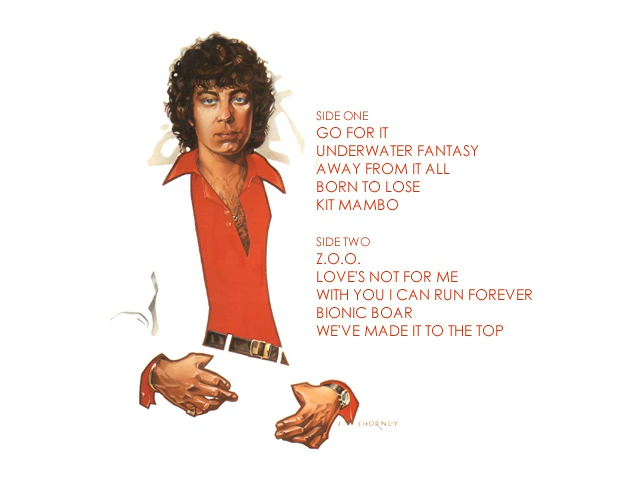 SIDE ONE
GO FOR IT
UNDERWATER FANTASY
AWAY FROM IT ALL
BORN TO LOSE
KIT MAMBO
SIDE TWO
Z.O.O.
LOVE'S NOT FOR ME
WITH YOU I CAN RUN FOREVER
BIONIC BOAR
WE'VE MADE IT TO THE TOP